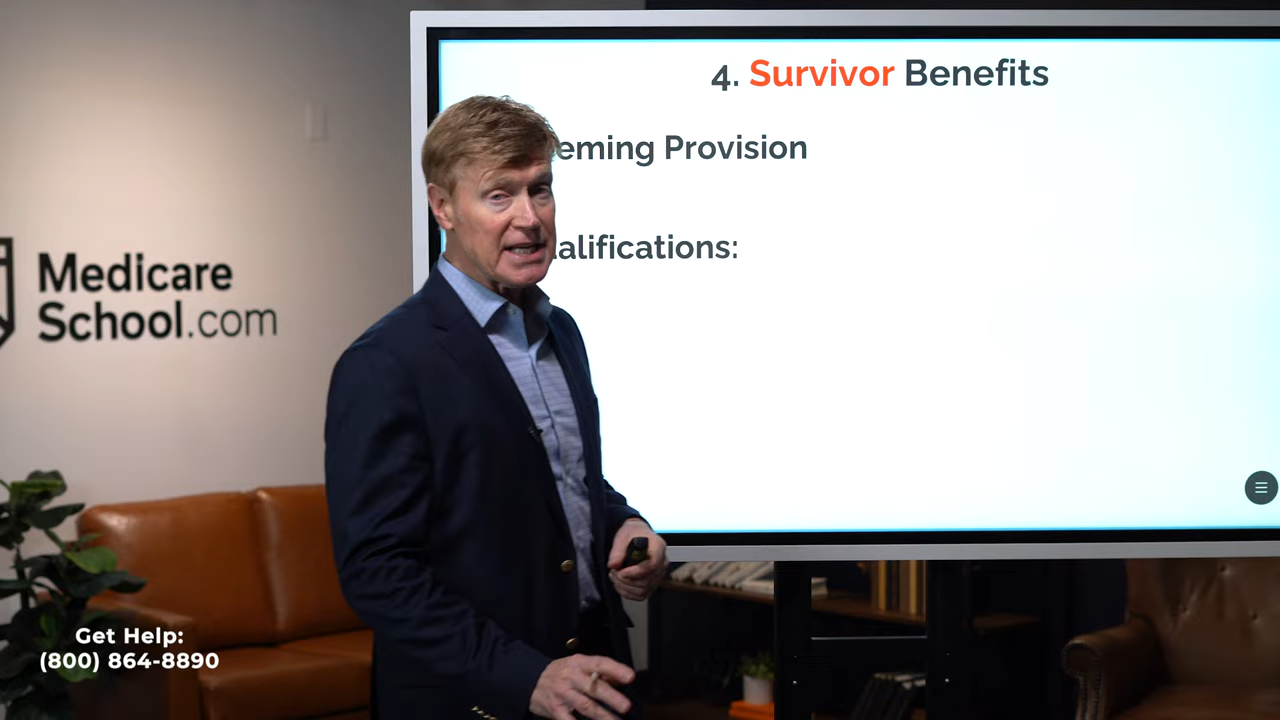 4. Survivor Benefits
eming Provision
alifications:
Medicare
School.com
Get Help:
(800) 864-8890